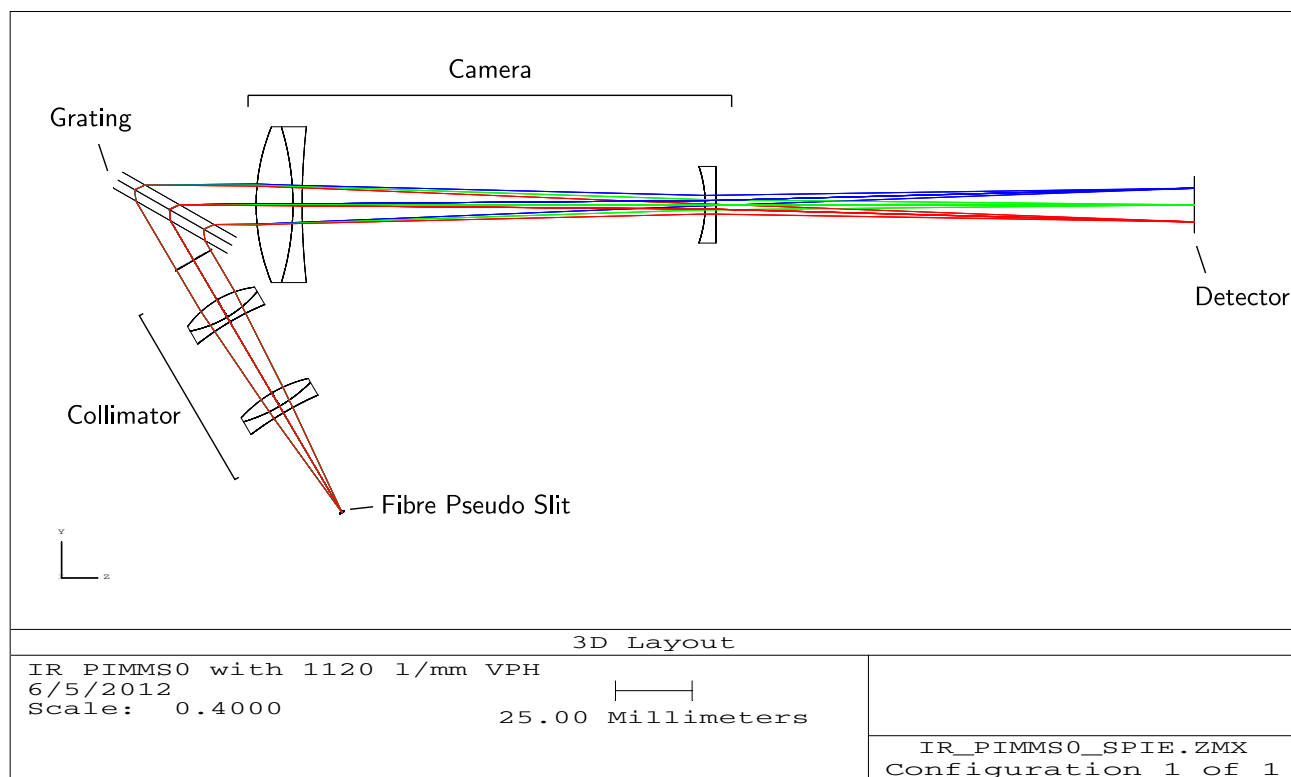 Camera
Grating
Detector
Collimator
Fibre Pseudo Slit
Y
Z
3D Layout
IR PIMMS0 with 1120 l/mm VPH
6/5/2012
Scale: 0.4000
25.00 Millimeters
IR_PIMMS0_SPIE.ZMX
Configuration 1 of 1